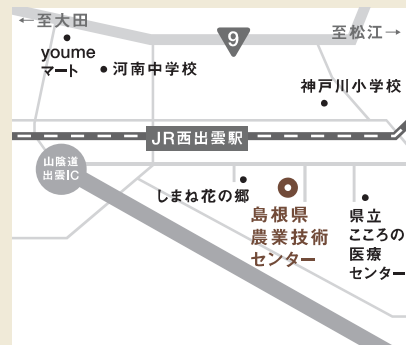 ←至大田
至松江→
9
youme
マート
河南中学校
神戸川小学校
JR西出雲駅
山陰道
出雲IC
しまね花の郷
島根県
農業技術
センター
県立
こころの
医療
センター